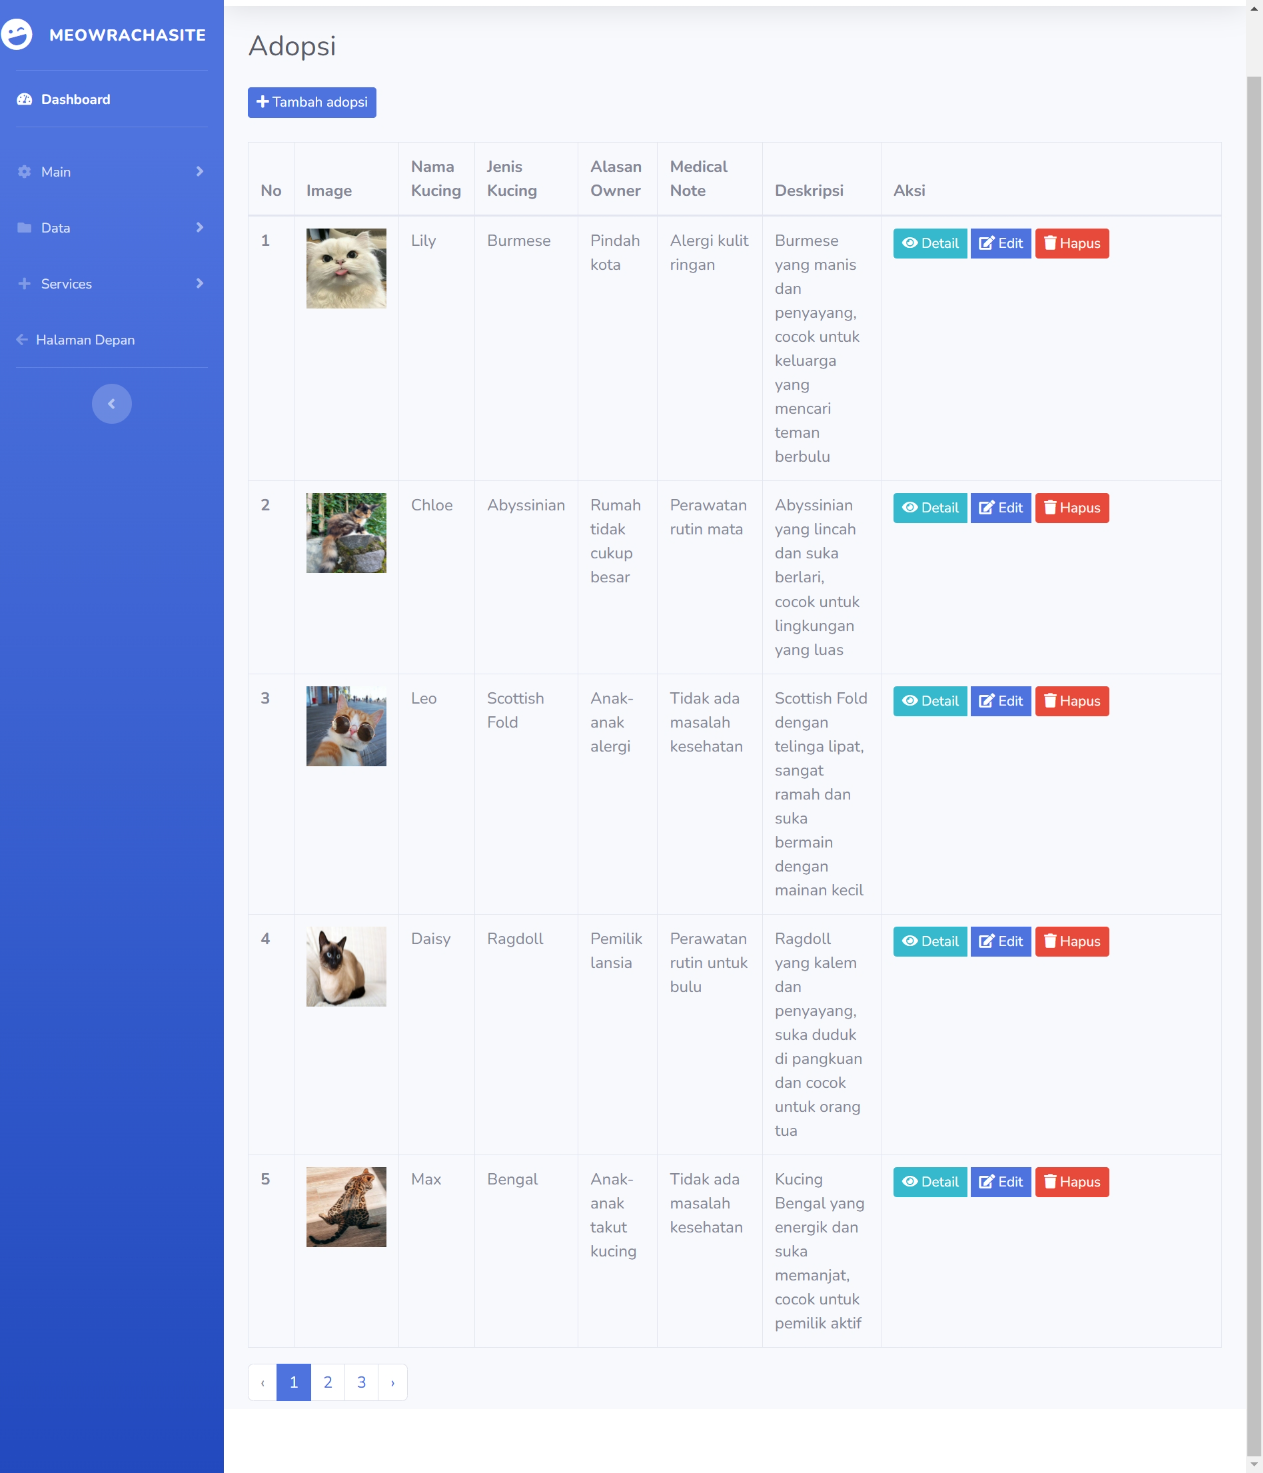 MEOWRACHASITE
Dashboard
Main
Data
Services
Halaman Depan
Adopsi
Tambah adopsi
No
Image
Nama
Kucing
Jenis
Kucing
Alasan
Owner
Medical
Note
Deskripsi
Aksi
1
Lily
Burmese
Pindah
kota
Alergi kulit
ringan
Burmese
yang manis
dan
penyayang,
cocok untuk
keluarga
yang
mencari
teman
berbulu
Detail
Edit
Hapus
2
Chloe
Abyssinian
Rumah
tidak
cukup
besar
Perawatan
rutin mata
Abyssinian
yang lincah
dan suka
berlari,
cocok untuk
lingkungan
yang luas
Detail
Edit
Hapus
3
Leo
Scottish
Fold
Anak-
anak
alergi
Tidak ada
masalah
kesehatan
Scottish Fold
dengan
telinga lipat,
sangat
ramah dan
suka
bermain
dengan
mainan kecil
Detail
Edit
Hapus
4
Daisy
Ragdoll
Pemilik
lansia
Perawatan
rutin untuk
bulu
Ragdoll
yang kalem
dan
penyayang,
suka duduk
di pangkuan
dan cocok
untuk orang
tua
Detail
Edit
Hapus
5
Max
Bengal
Anak-
anak
takut
kucing
Tidak ada
masalah
kesehatan
Kucing
Bengal yang
energik dan
suka
memanjat,
cocok untuk
pemilik aktif
Detail
Edit
Hapus
‹ 1 2 3 ›